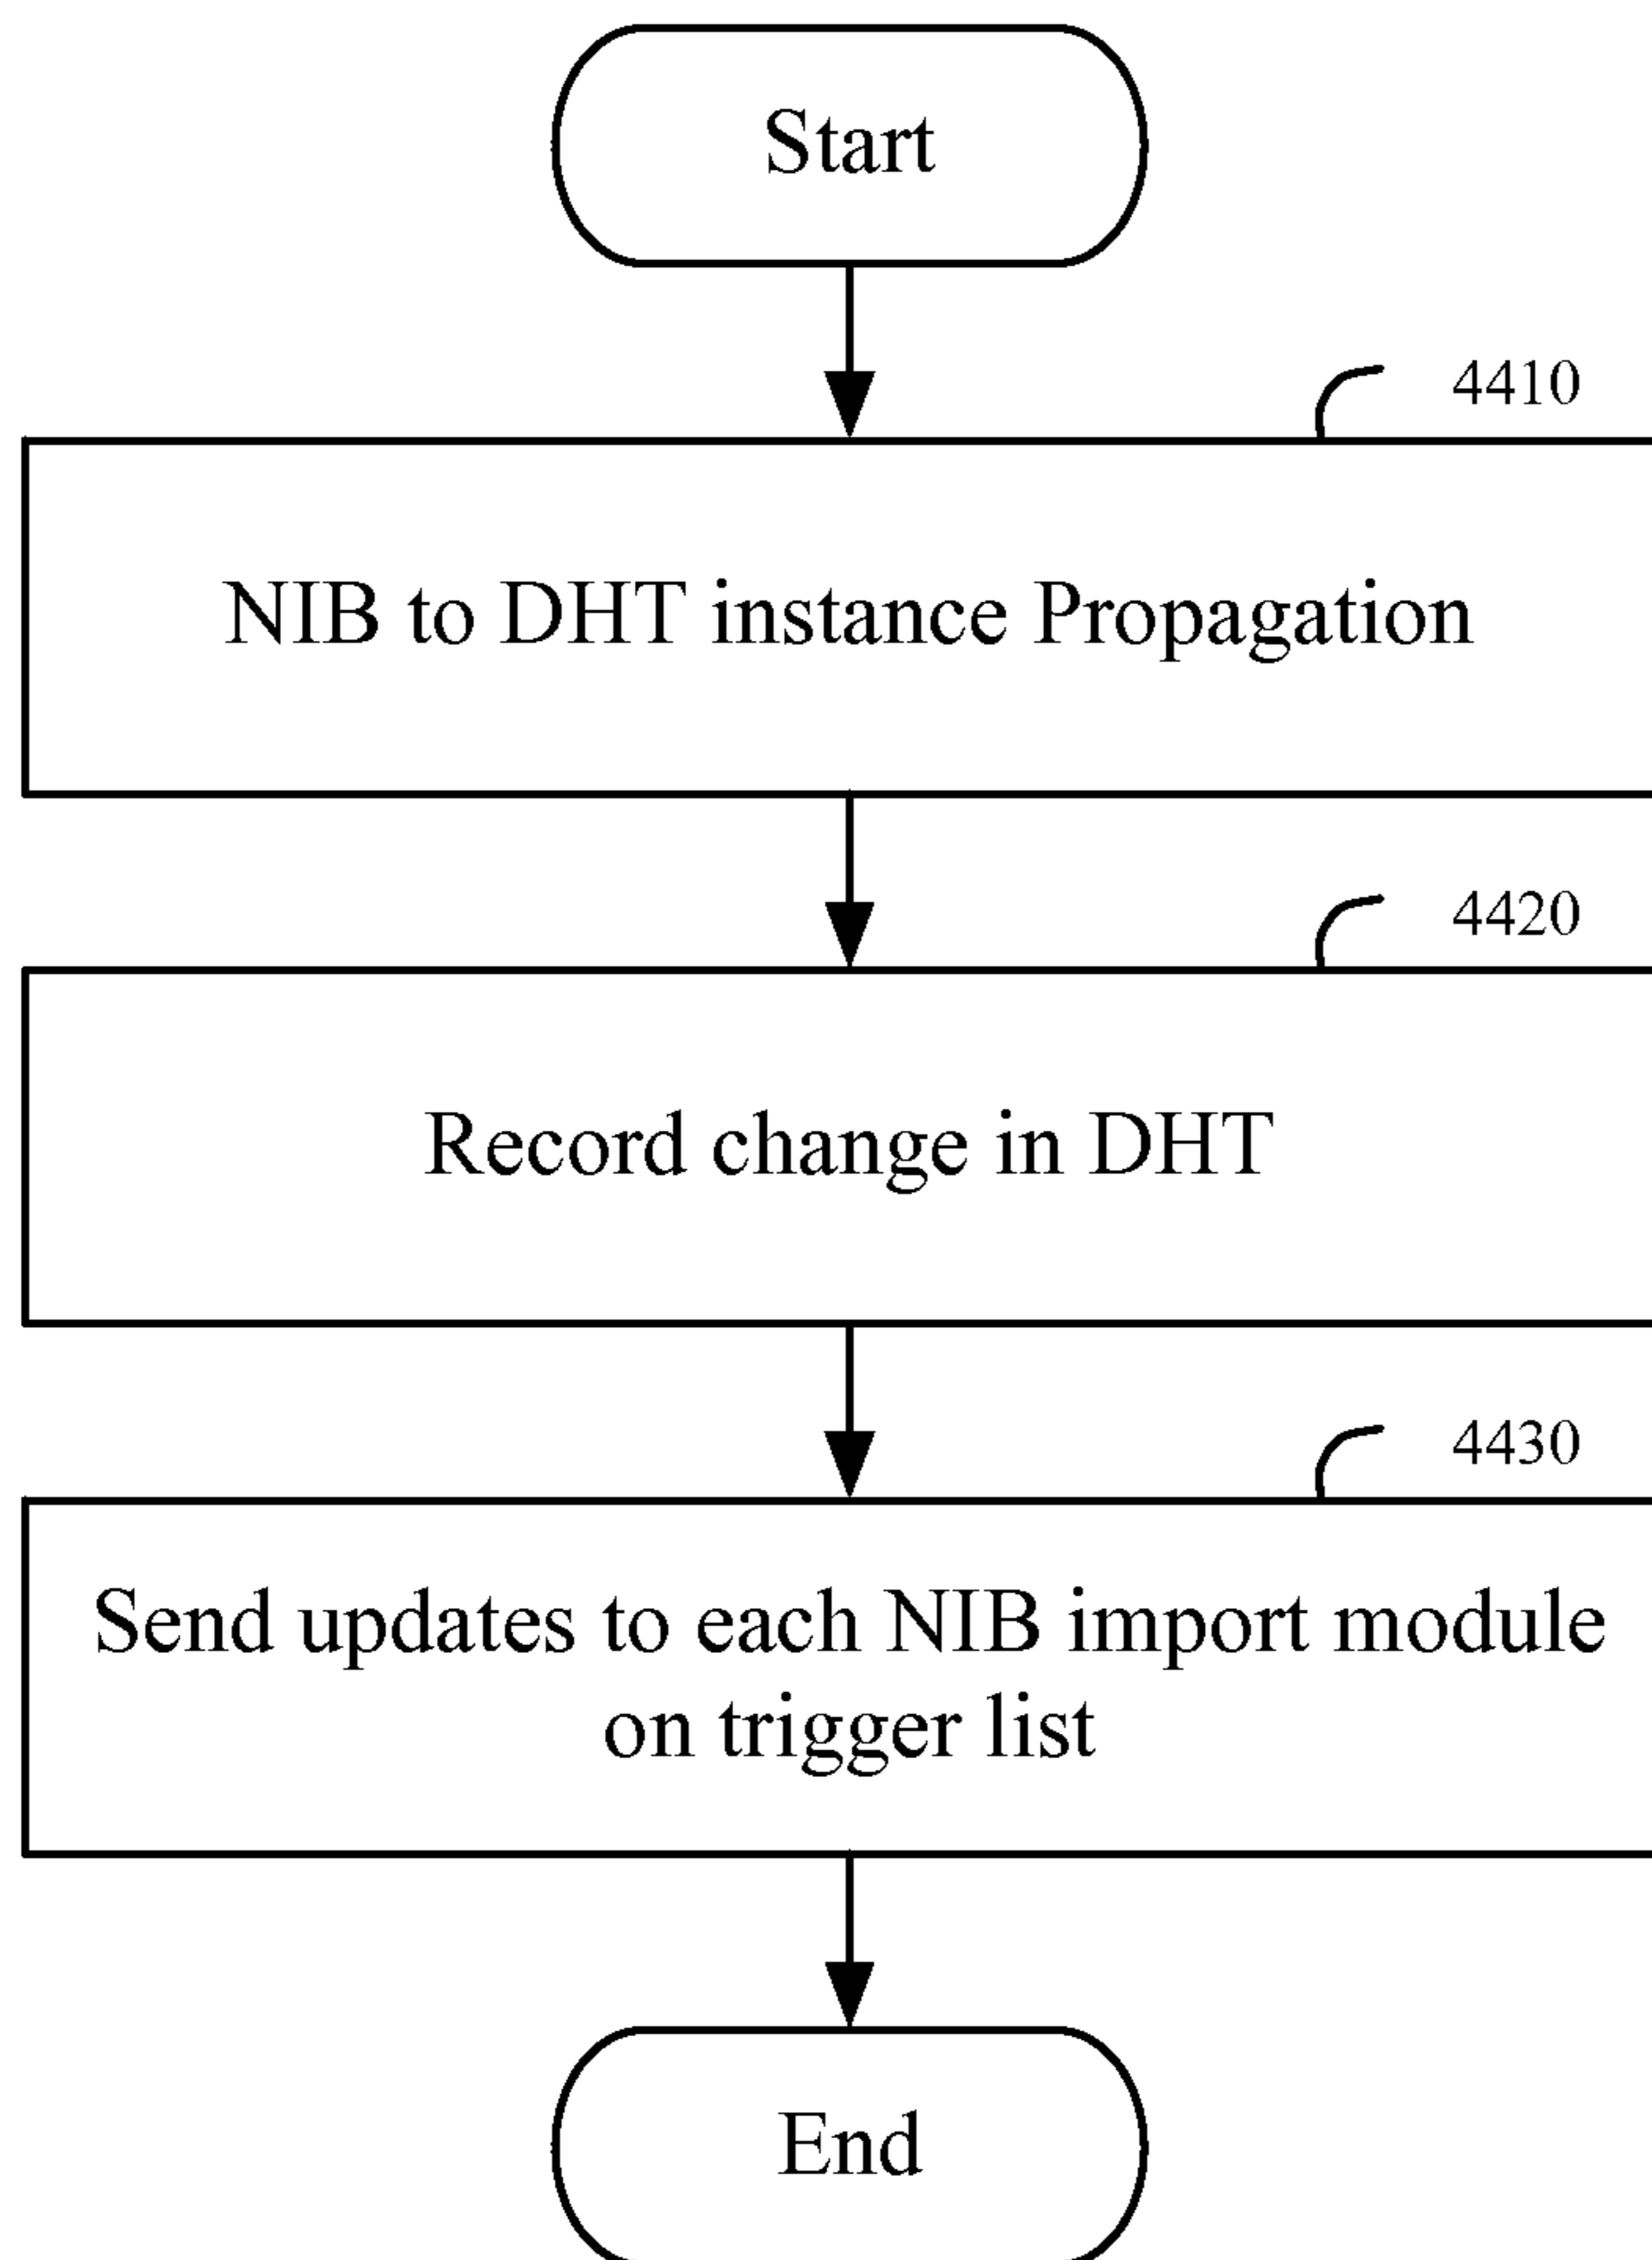 Start
4410
NIB to DHT instance Propagation
4420
Record change in DHT
4430
Send updates to each NIB import module
on trigger list
End